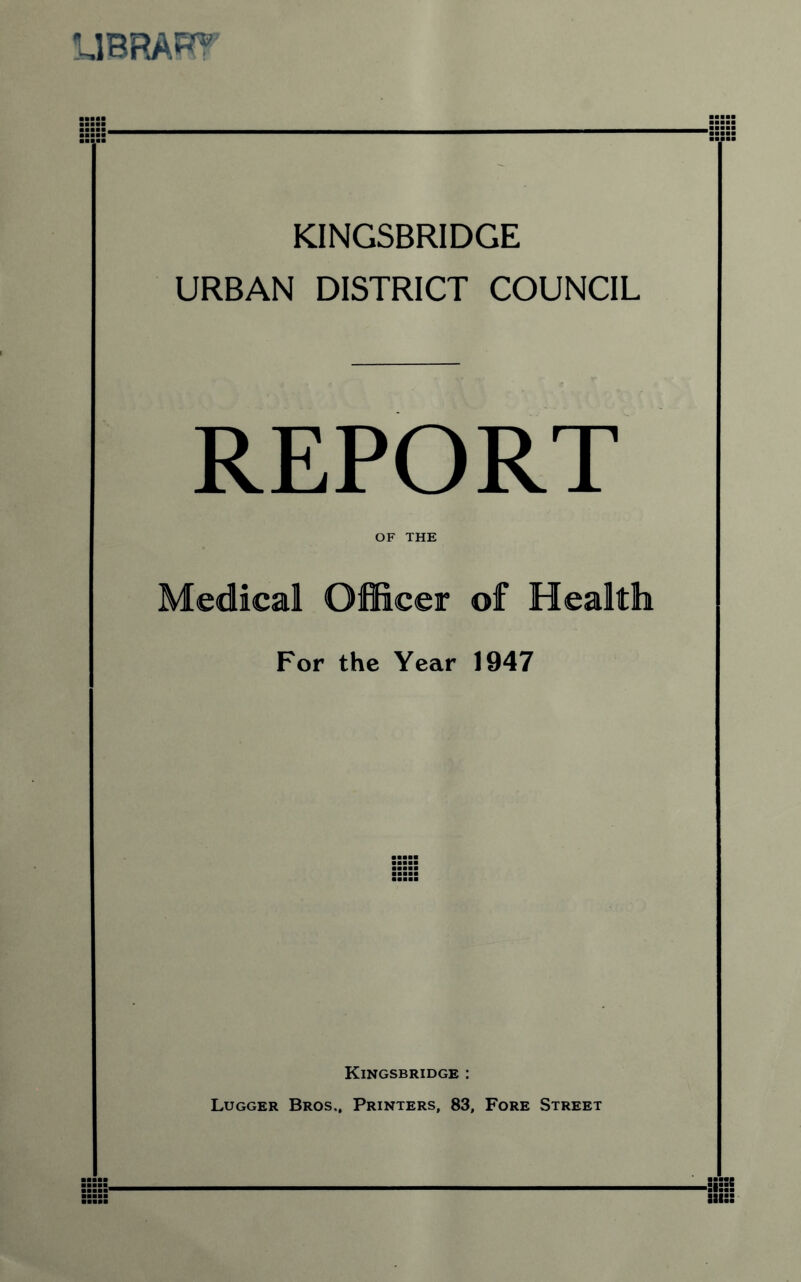 LIBRARY
KINGSBRIDGE
URBAN DISTRICT COUNCIL
REPORT
OF THE
Medical Officer of Health
For the Year 1947
KINGSBRIDGE :
LUGGER BROS., PRINTERS, 83, FORE STREET